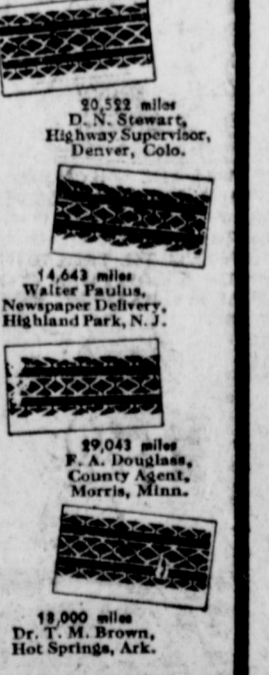 20,522 miles
D. N. Stewart,
Highway Supervisor,
Denver, Colo.
14,643 miles
Walter Paulus,
Newspaper Delivery,
Highland Park, N. J.
29,043 miles
F. A. Douglass,
County Agent,
Morris, Minn.
18,000 miles
Dr. T. M. Brown,
Hot Springs, Ark.